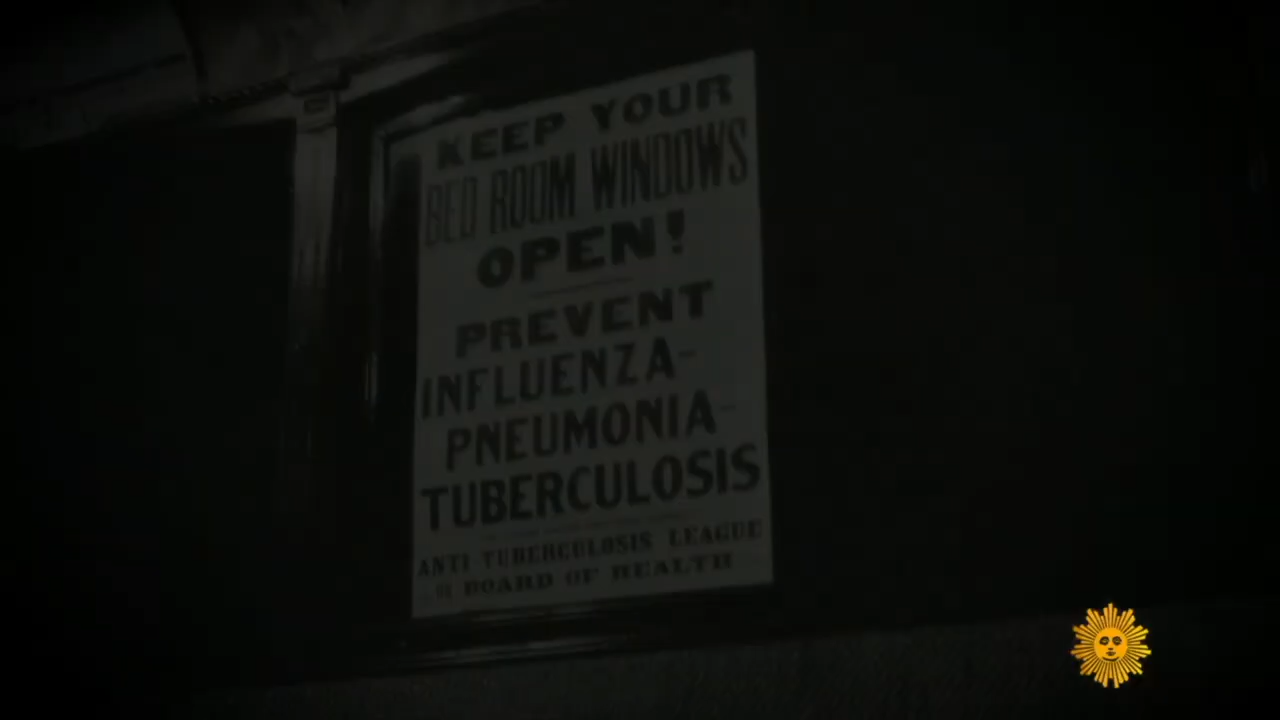 KEEP YOUR
BED ROOM WINDOWS
OPEN!
PREVENT
INFLUENZA-
PNEUMONIA-
TUBERCULOSIS
ANTI TUBERCULOSIS LEAGUE
BOARD OF HEALTH